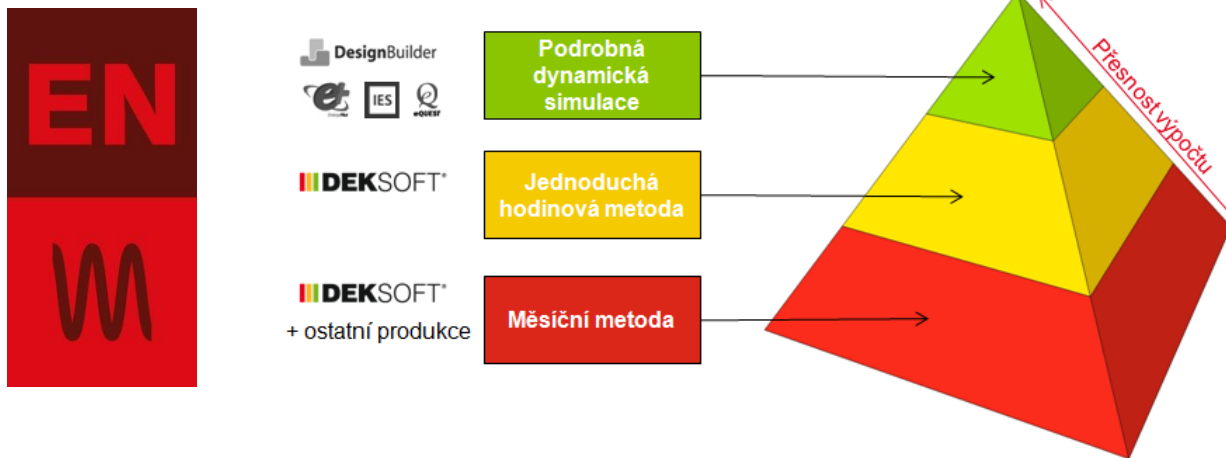 EN
DesignBuilder
IES
eQUEST
Podrobná
dynamická
simulace
Přesnost výpočtu
DEKSOFT®
Jednoduchá
hodinová metoda
DEKSOFT®
+ ostatní produkce
Měsíční metoda